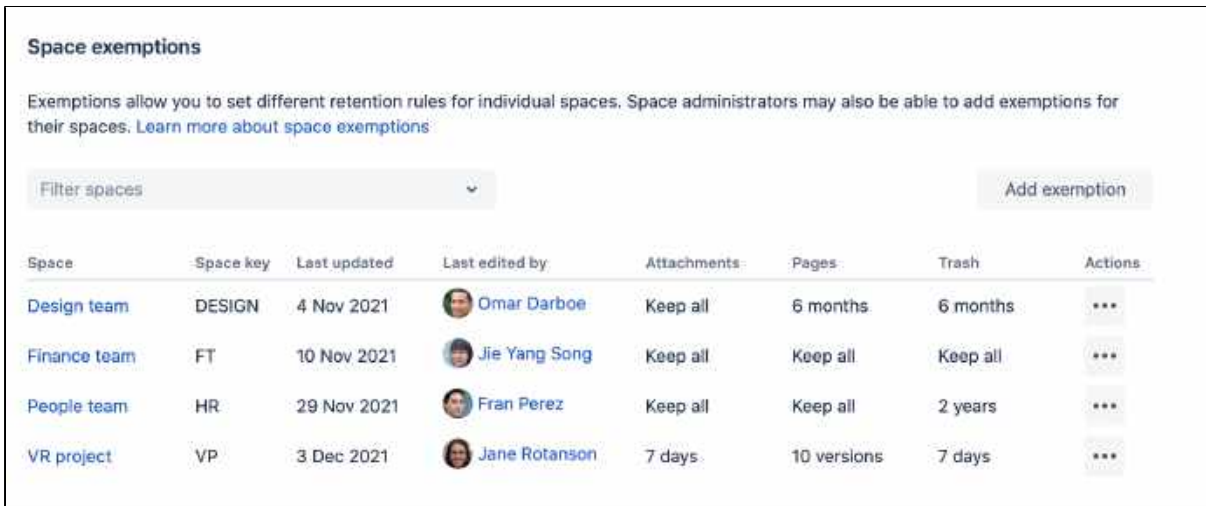 Space exemptions
Exemptions allow you to set different retention rules for individual spaces. Space administrators may also be able to add exemptions for
their spaces. Learn more about space exemptions
Filter spaces
Add exemption
Space Space key Last updated Last edited by Attachments Pages Trash Actions
Design team DESIGN 4 Nov 2021 Omar Darboe Keep all 6 months 6 months
Finance team FT 10 Nov 2021 Jie Yang Song Keep all Keep all Keep all
People team HR 29 Nov 2021 Fran Perez Keep all Keep all 2 years
VR project VP 3 Dec 2021 Jane Rotanson 7 days 10 versions 7 days